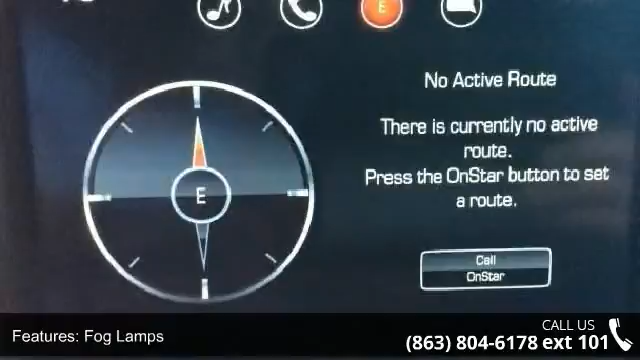 E
No Active Route
There is currently no active
route.
Press the OnStar button to set
a route.
E
Call
OnStar
Features: Fog Lamps
CALL US
(863) 804-6178 ext 101